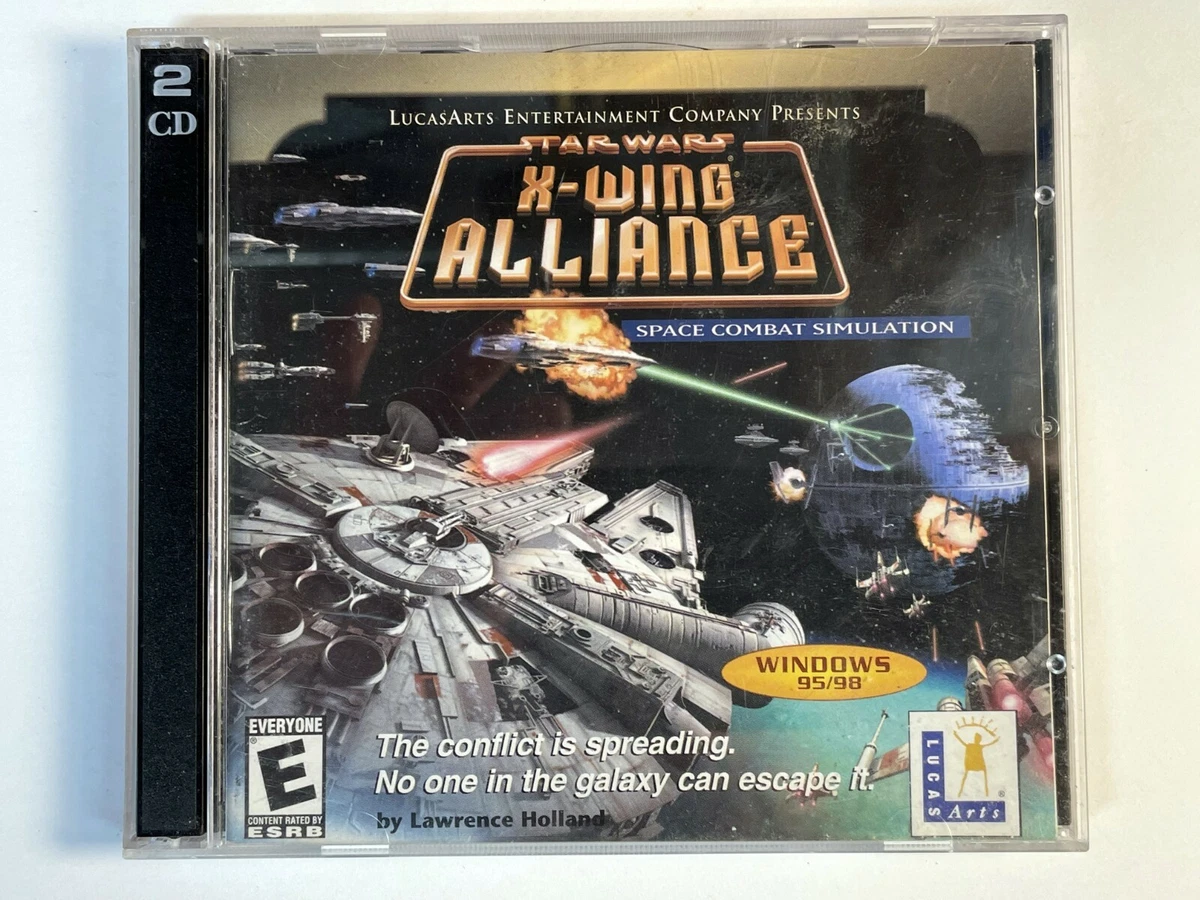 2
CD
LucasArts Entertainment Company Presents
STAR WARS
X-WING®
ALLIANCE™
SPACE COMBAT SIMULATION
WINDOWS
95/98
EVERYONE
E
®
CONTENT RATED BY
ESRB
The conflict is spreading.
No one in the galaxy can escape it.
by Lawrence Holland
LUCAS
Arts
®